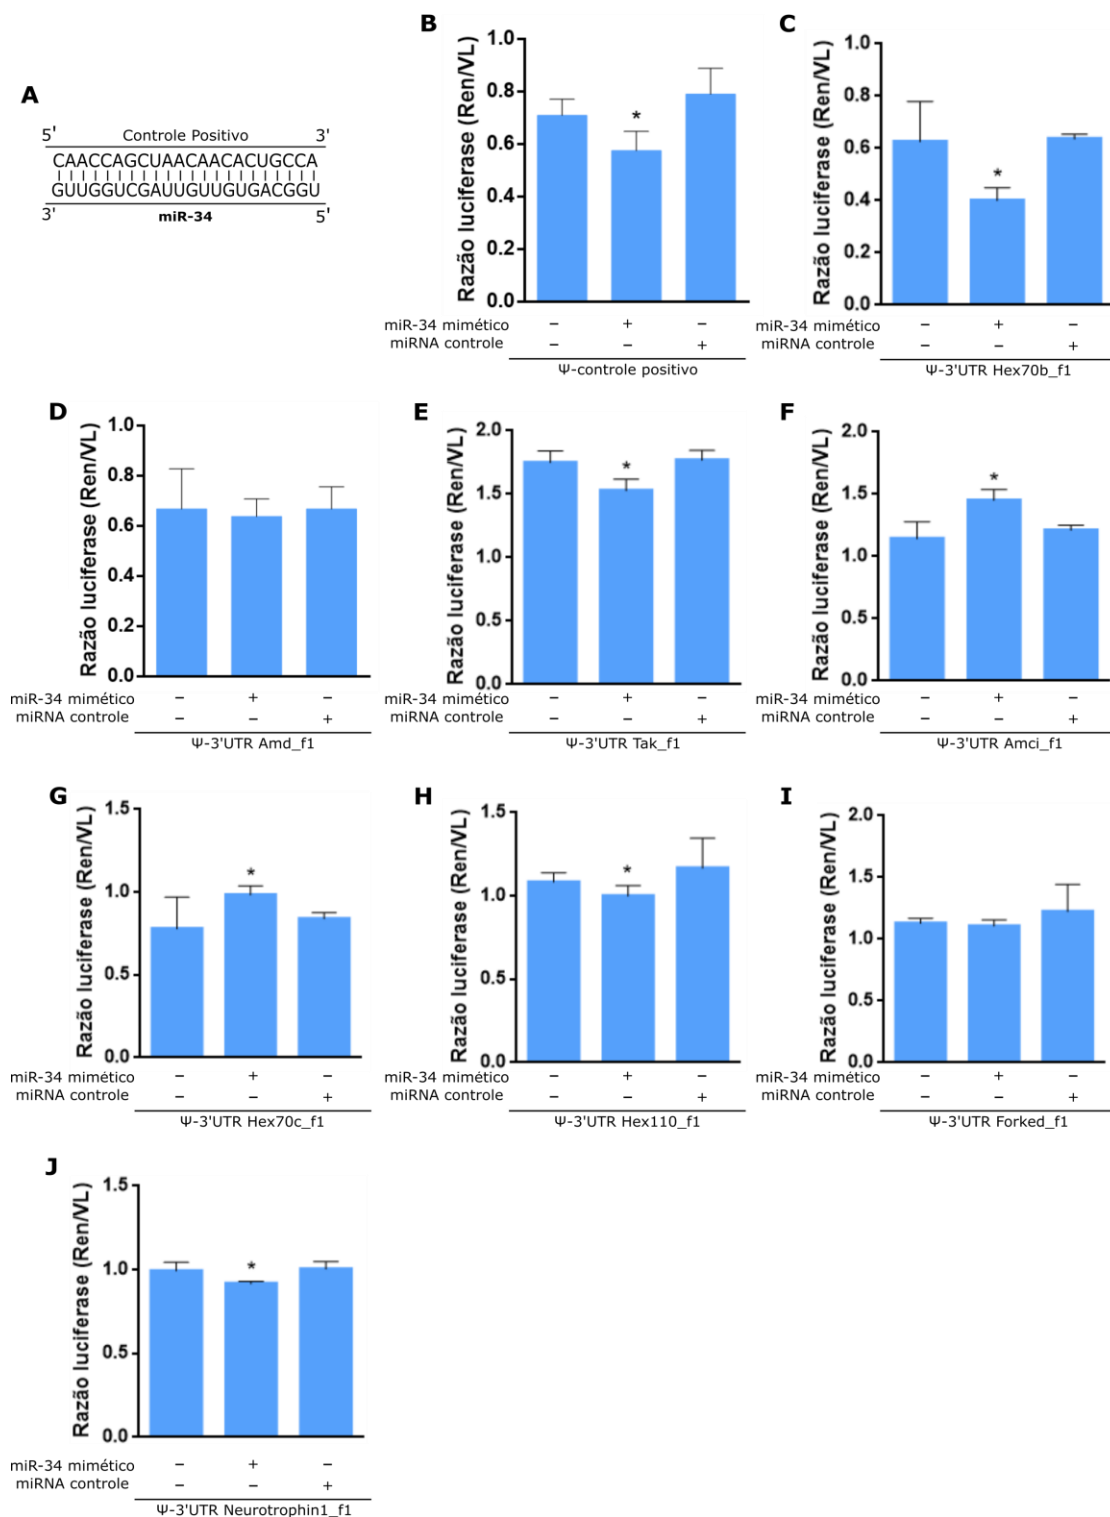 A
5' Controle Positivo 3'
CAACCAGCUAACAACACUGCCA
GUUGGUCGAUUGUUGUGACGGU
3' miR-34 5'
B
Razão luciferase (Ren/VL)
1.0
0.8
0.6
0.4
0.2
0.0
*
miR-34 mimético – + –
miRNA controle – – +
Ψ-controle positivo
C
Razão luciferase (Ren/VL)
1.0
0.8
0.6
0.4
0.2
0.0
*
miR-34 mimético – + –
miRNA controle – – +
Ψ-3'UTR Hex70b_f1
D
Razão luciferase (Ren/VL)
1.0
0.8
0.6
0.4
0.2
0.0
miR-34 mimético – + –
miRNA controle – – +
Ψ-3'UTR Amd_f1
E
Razão luciferase (Ren/VL)
2.0
1.5
1.0
0.5
0.0
*
miR-34 mimético – + –
miRNA controle – – +
Ψ-3'UTR Tak_f1
F
Razão luciferase (Ren/VL)
2.0
1.5
1.0
0.5
0.0
*
miR-34 mimético – + –
miRNA controle – – +
Ψ-3'UTR Amci_f1
G
Razão luciferase (Ren/VL)
1.5
1.0
0.5
0.0
*
miR-34 mimético – + –
miRNA controle – – +
Ψ-3'UTR Hex70c_f1
H
Razão luciferase (Ren/VL)
1.5
1.0
0.5
0.0
*
miR-34 mimético – + –
miRNA controle – – +
Ψ-3'UTR Hex110_f1
I
Razão luciferase (Ren/VL)
2.0
1.5
1.0
0.5
0.0
miR-34 mimético – + –
miRNA controle – – +
Ψ-3'UTR Forked_f1
J
Razão luciferase (Ren/VL)
1.5
1.0
0.5
0.0
*
miR-34 mimético – + –
miRNA controle – – +
Ψ-3'UTR Neurotrophin1_f1